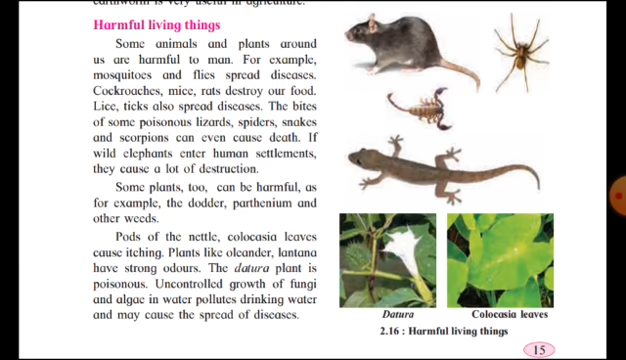 earthworm is very useful in agriculture.
Harmful living things
Some animals and plants around
us are harmful to man. For example,
mosquitoes and flies spread diseases.
Cockroaches, mice, rats destroy our food.
Lice, ticks also spread diseases. The bites
of some poisonous lizards, spiders, snakes
and scorpions can even cause death. If
wild elephants enter human settlements,
they cause a lot of destruction.
Some plants, too, can be harmful, as
for example, the dodder, parthenium and
other weeds.
Pods of the nettle, colocasia leaves
cause itching. Plants like oleander, lantana
have strong odours. The datura plant is
poisonous. Uncontrolled growth of fungi
and algae in water pollutes drinking water
and may cause the spread of diseases.
Datura
Colocasia leaves
2.16 : Harmful living things
15